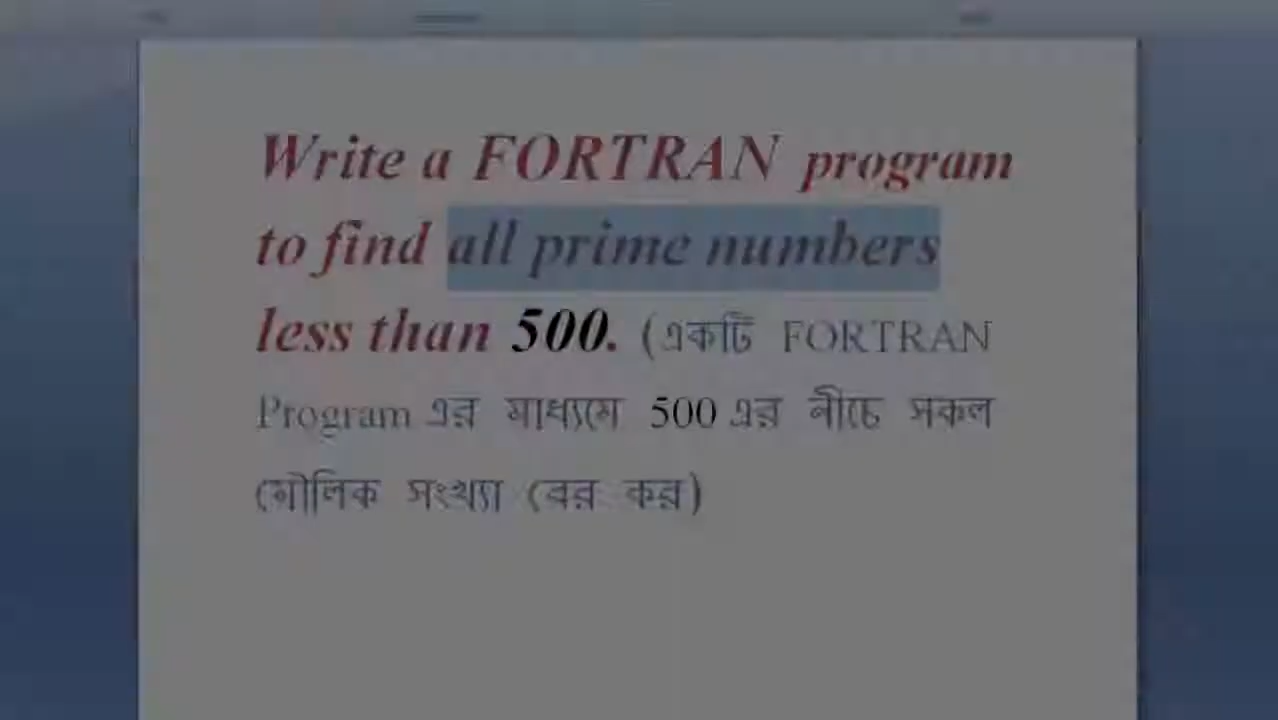 Write a FORTRAN program
to find all prime numbers
less than 500. (একটি FORTRAN
Program এর মাধ্যমে 500 এর নীচে সকল
মৌলিক সংখ্যা বের কর)